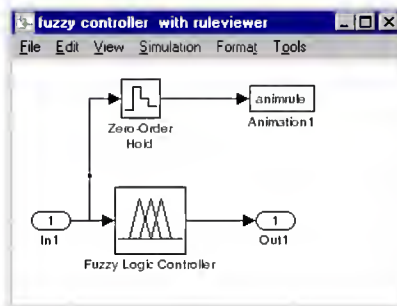 fuzzy controller with ruleviewer
File Edit View Simulation Format Tools
animrule
Zero-Order
Hold
Animation1
1
In1
1
Out1
Fuzzy Logic Controller